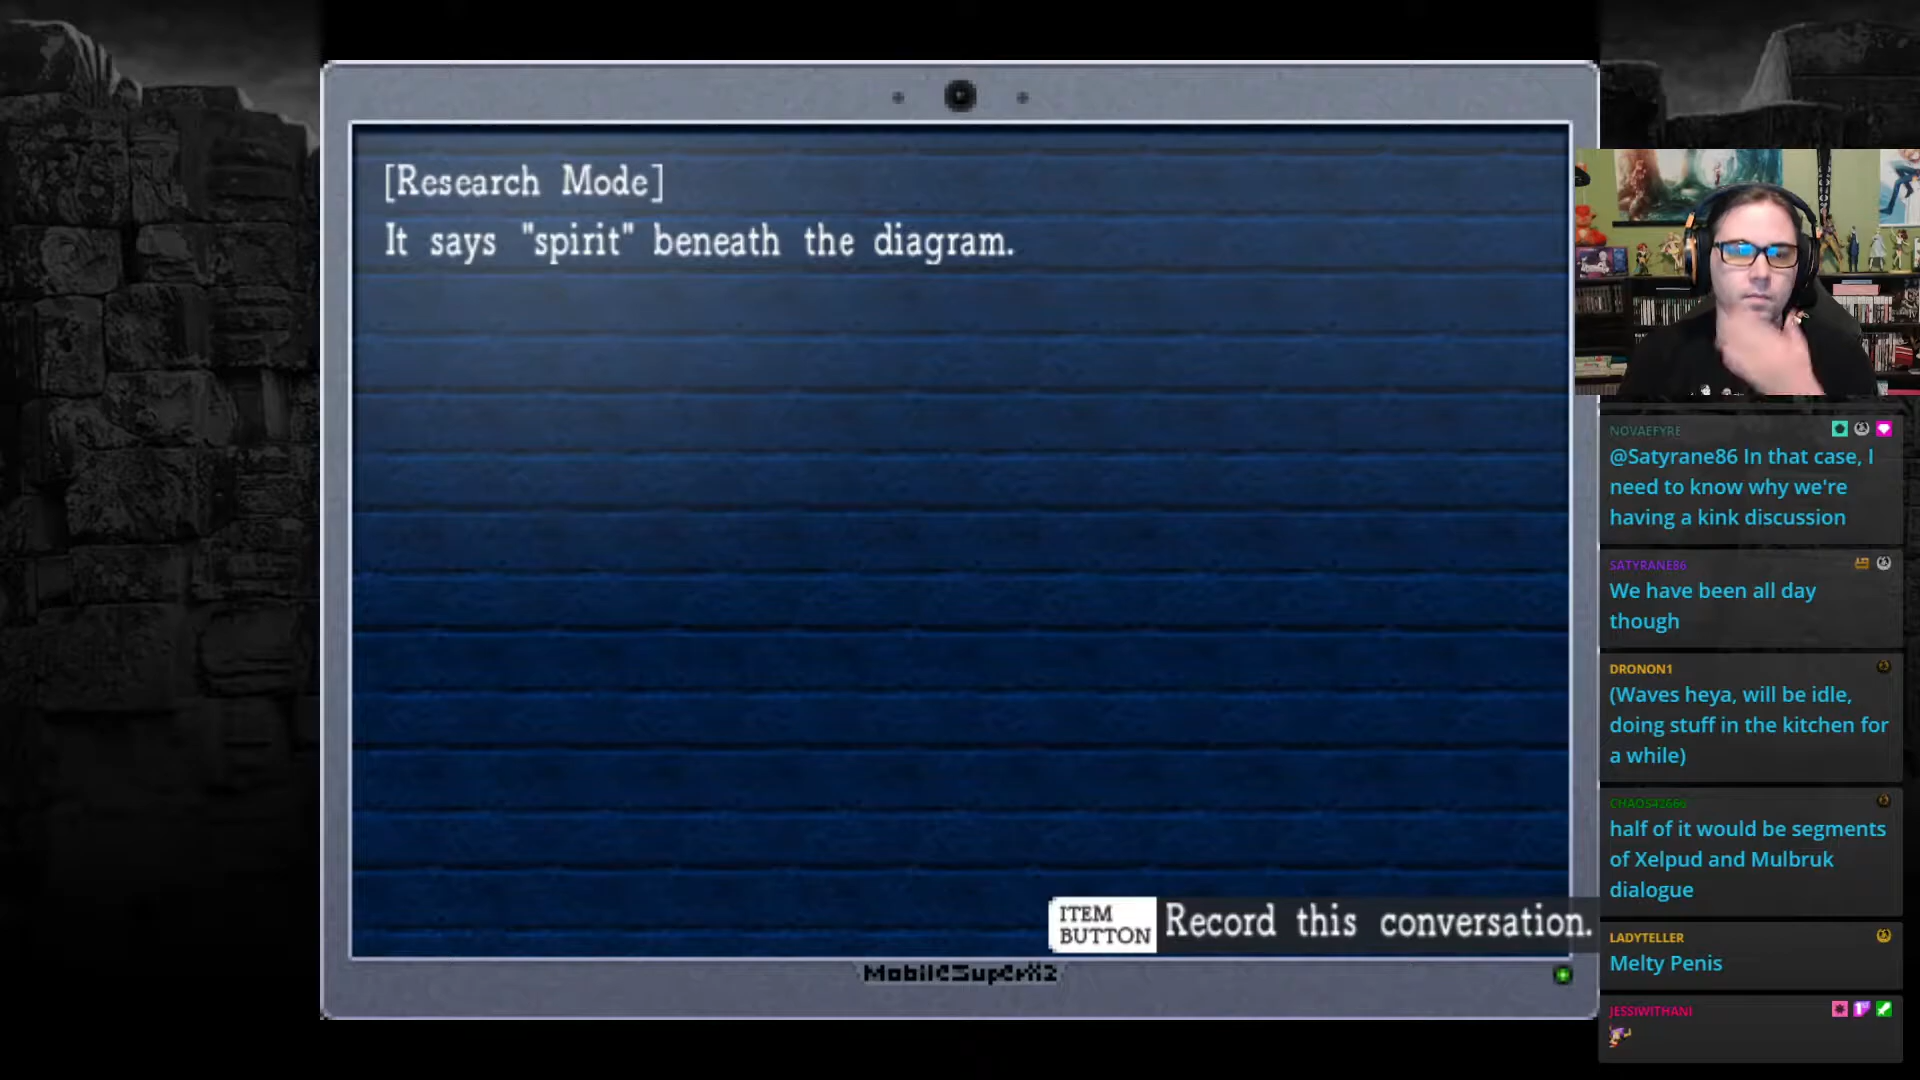 [Research Mode]
It says "spirit" beneath the diagram.
ITEM
BUTTON
Record this conversation.
MobileSuperX2
NOVAEFYRE
@Satyrane86 In that case, I
need to know why we're
having a kink discussion
SATYRANE86
We have been all day
though
DRONON1
(Waves heya, will be idle,
doing stuff in the kitchen for
a while)
CHAOS42666
half of it would be segments
of Xelpud and Mulbruk
dialogue
LADYTELLER
Melty Penis
JESSIWITHANI